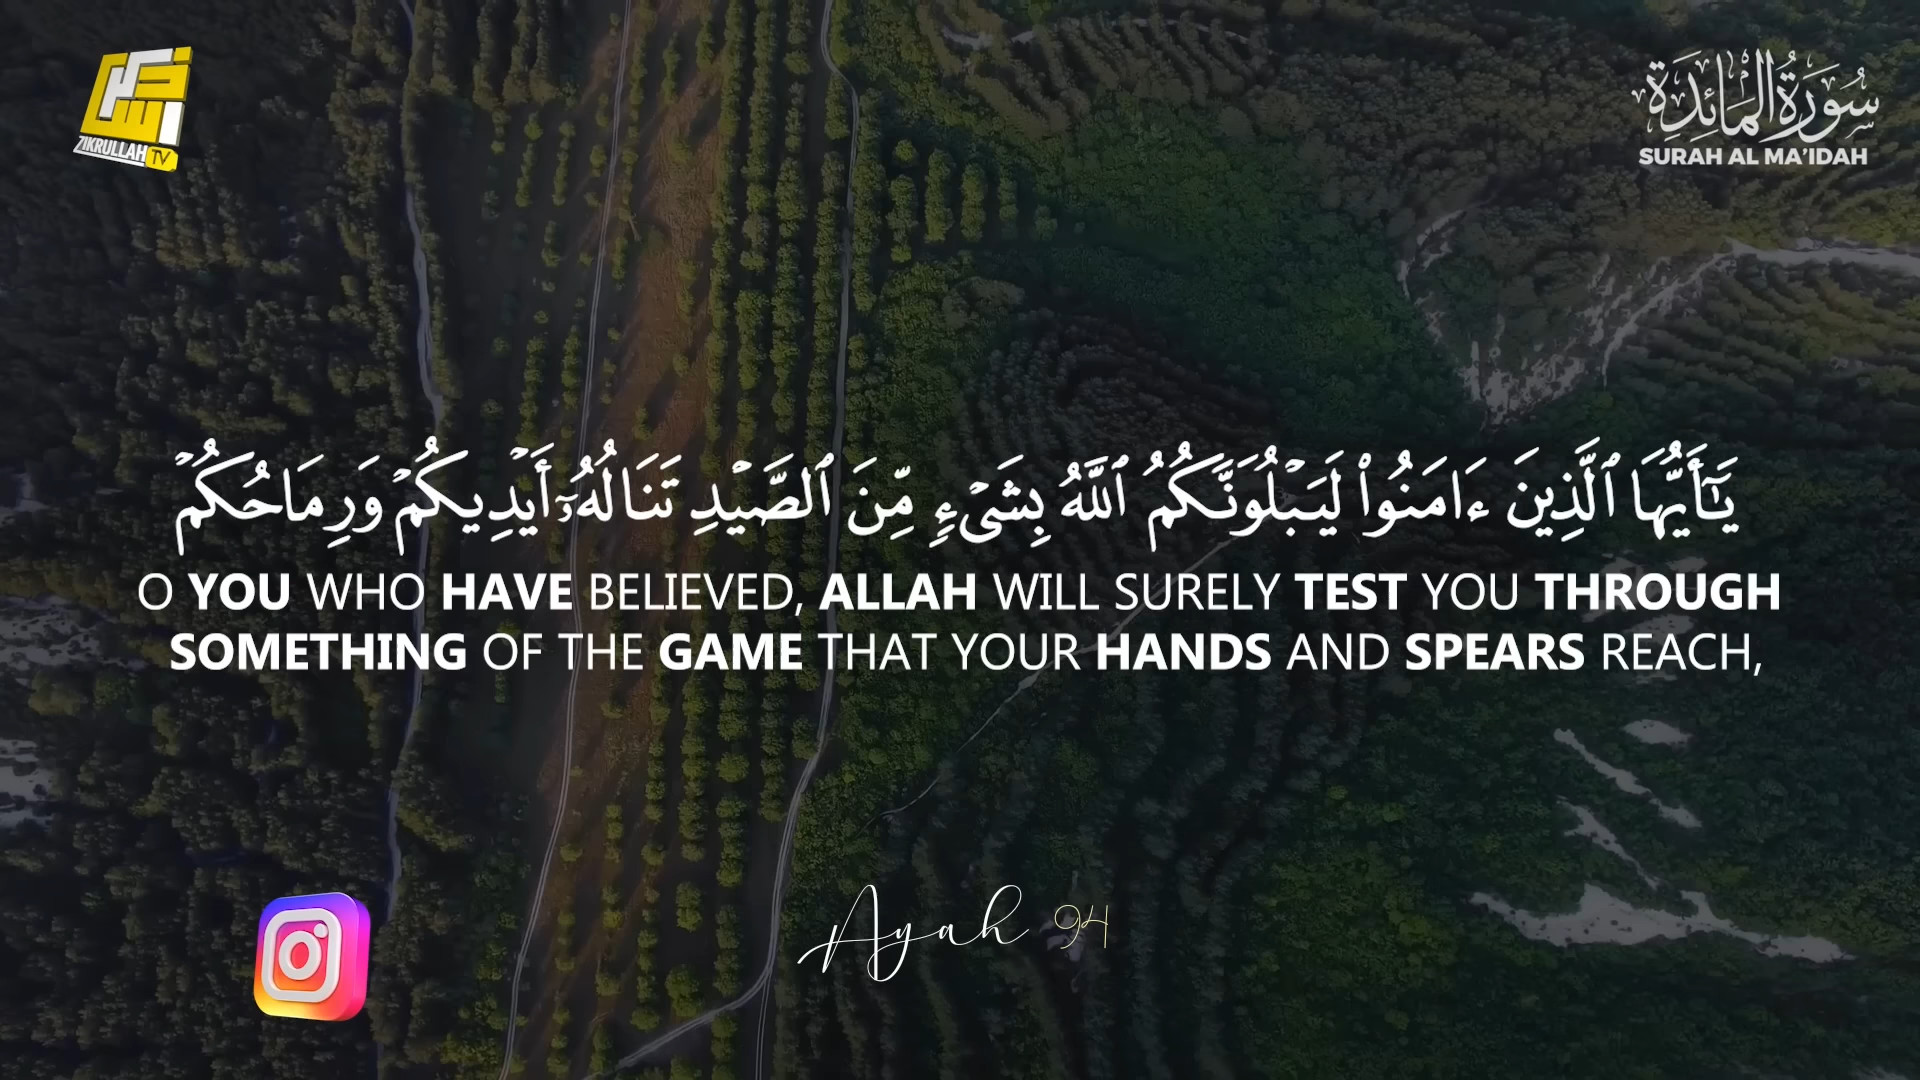 ذكر الله
ZIKRULLAH TV
سُورَةُ المَائِدَة
SURAH AL MA'IDAH
يَـٰٓأَيُّهَا ٱلَّذِينَ ءَامَنُوا۟ لَيَبْلُوَنَّكُمُ ٱللَّهُ بِشَىْءٍ مِّنَ ٱلصَّيْدِ تَنَالُهُۥٓ أَيْدِيكُمْ وَرِمَاحُكُمْ
O YOU WHO HAVE BELIEVED, ALLAH WILL SURELY TEST YOU THROUGH
SOMETHING OF THE GAME THAT YOUR HANDS AND SPEARS REACH,
Ayah 94